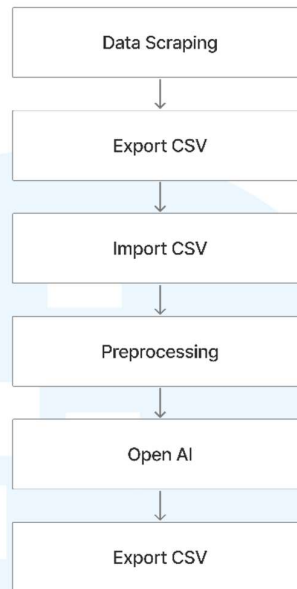 Data Scraping
Export CSV
Import CSV
Preprocessing
Open AI
Export CSV